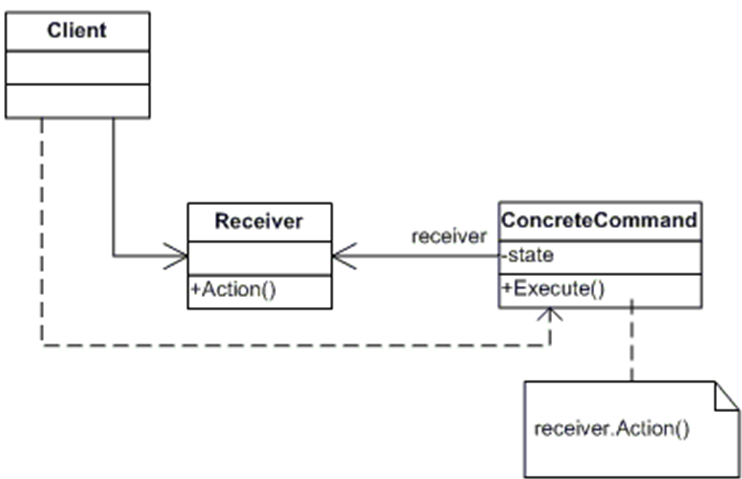 Client
Receiver
+Action()
receiver
ConcreteCommand
-state
+Execute()
receiver.Action()